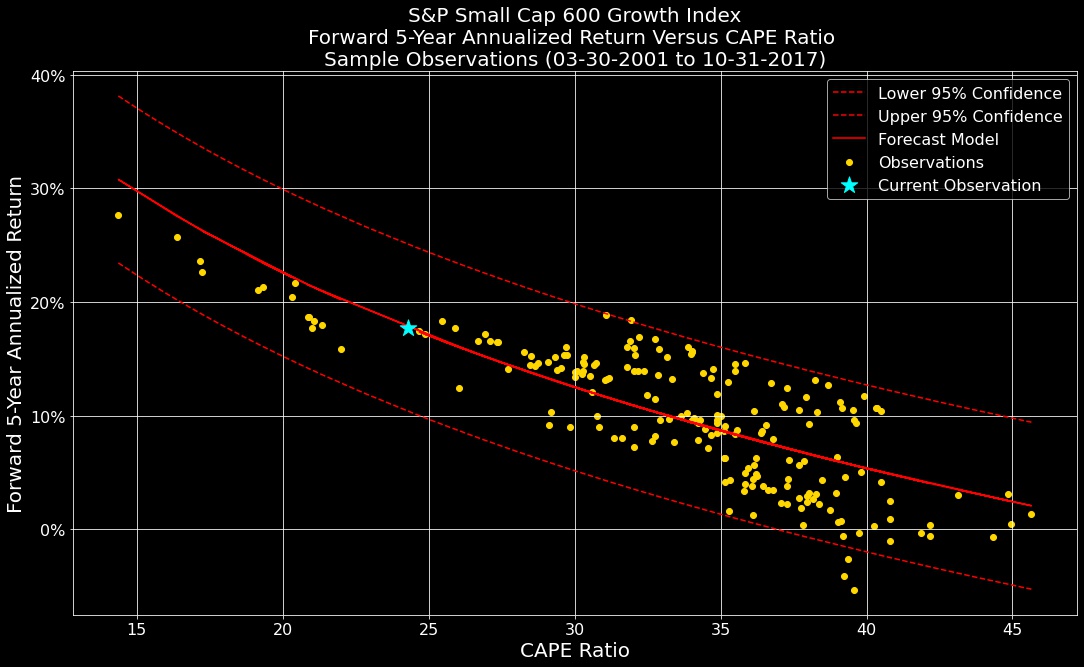 S&P Small Cap 600 Growth Index
Forward 5-Year Annualized Return Versus CAPE Ratio
Sample Observations (03-30-2001 to 10-31-2017)
Lower 95% Confidence
Upper 95% Confidence
Forecast Model
Observations
Current Observation
Forward 5-Year Annualized Return
40%
30%
20%
10%
0%
15 20 25 30 35 40 45
CAPE Ratio